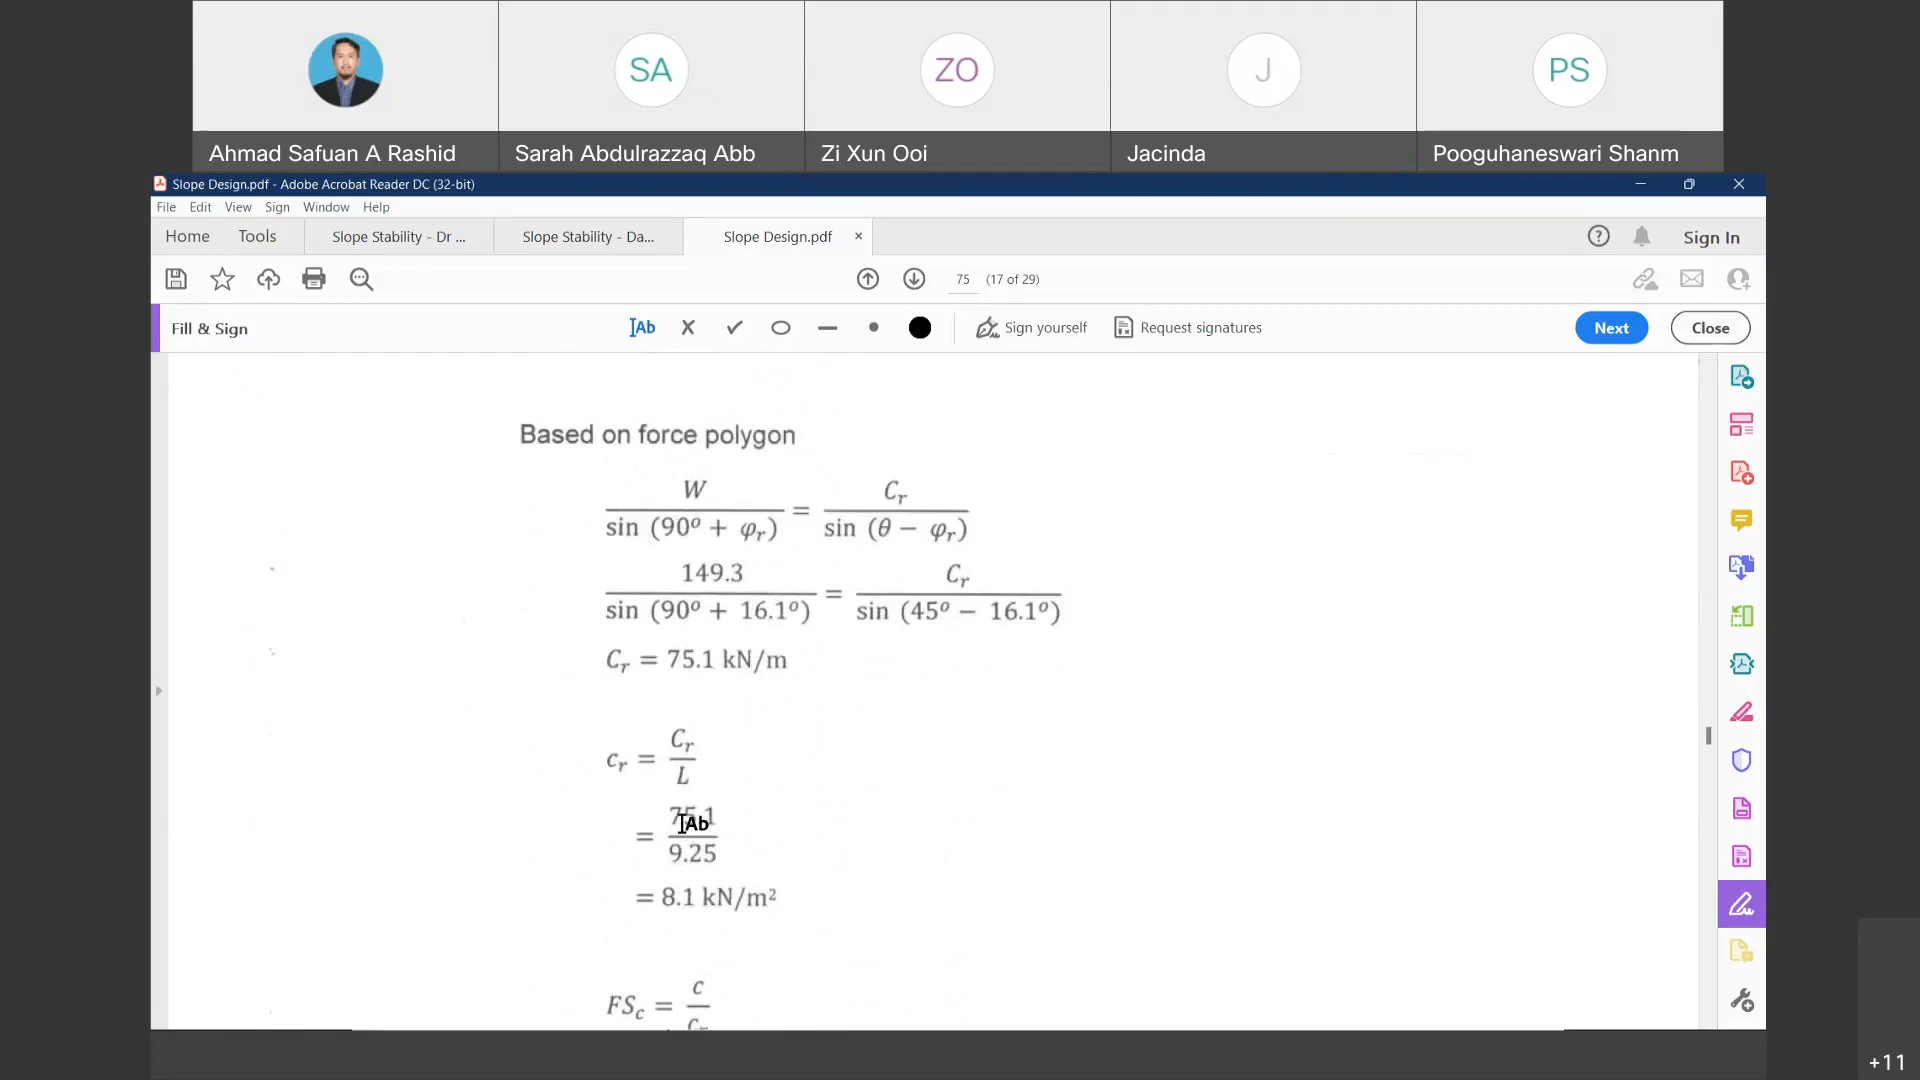 SA
ZO
J
PS
Ahmad Safuan A Rashid
Sarah Abdulrazzaq Abb
Zi Xun Ooi
Jacinda
Pooguhaneswari Shanm
Slope Design.pdf - Adobe Acrobat Reader DC (32-bit)
File Edit View Sign Window Help
Home Tools Slope Stability - Dr ... Slope Stability - Da... Slope Design.pdf × Sign In
75 (17 of 29)
Fill & Sign Ab Sign yourself Request signatures Next Close
Based on force polygon
W / sin (90° + φr) = Cr / sin (θ − φr)
149.3 / sin (90° + 16.1°) = Cr / sin (45° − 16.1°)
Cr = 75.1 kN/m
cr = Cr / L
= 75.1 / 9.25
Ab
= 8.1 kN/m²
FSc = c / cr
+11